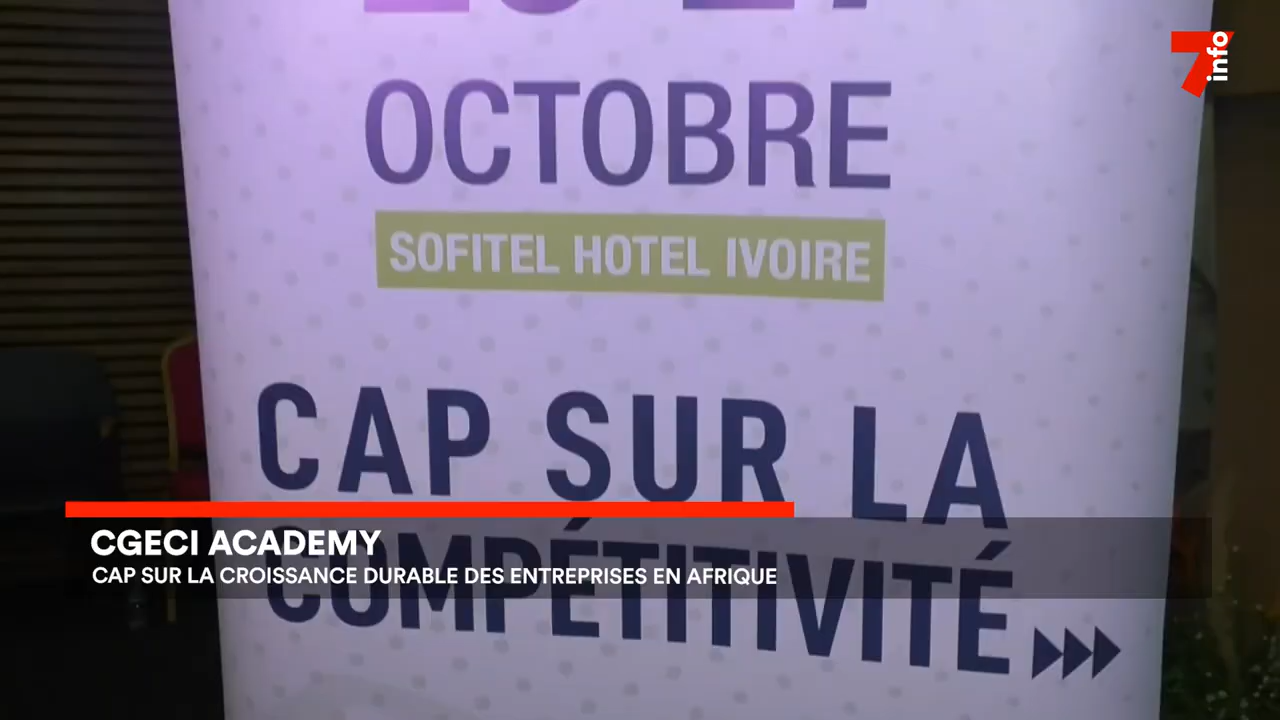 7info
OCTOBRE
SOFITEL HOTEL IVOIRE
CAP SUR LA
COMPÉTITIVITÉ
CGECI ACADEMY
CAP SUR LA CROISSANCE DURABLE DES ENTREPRISES EN AFRIQUE